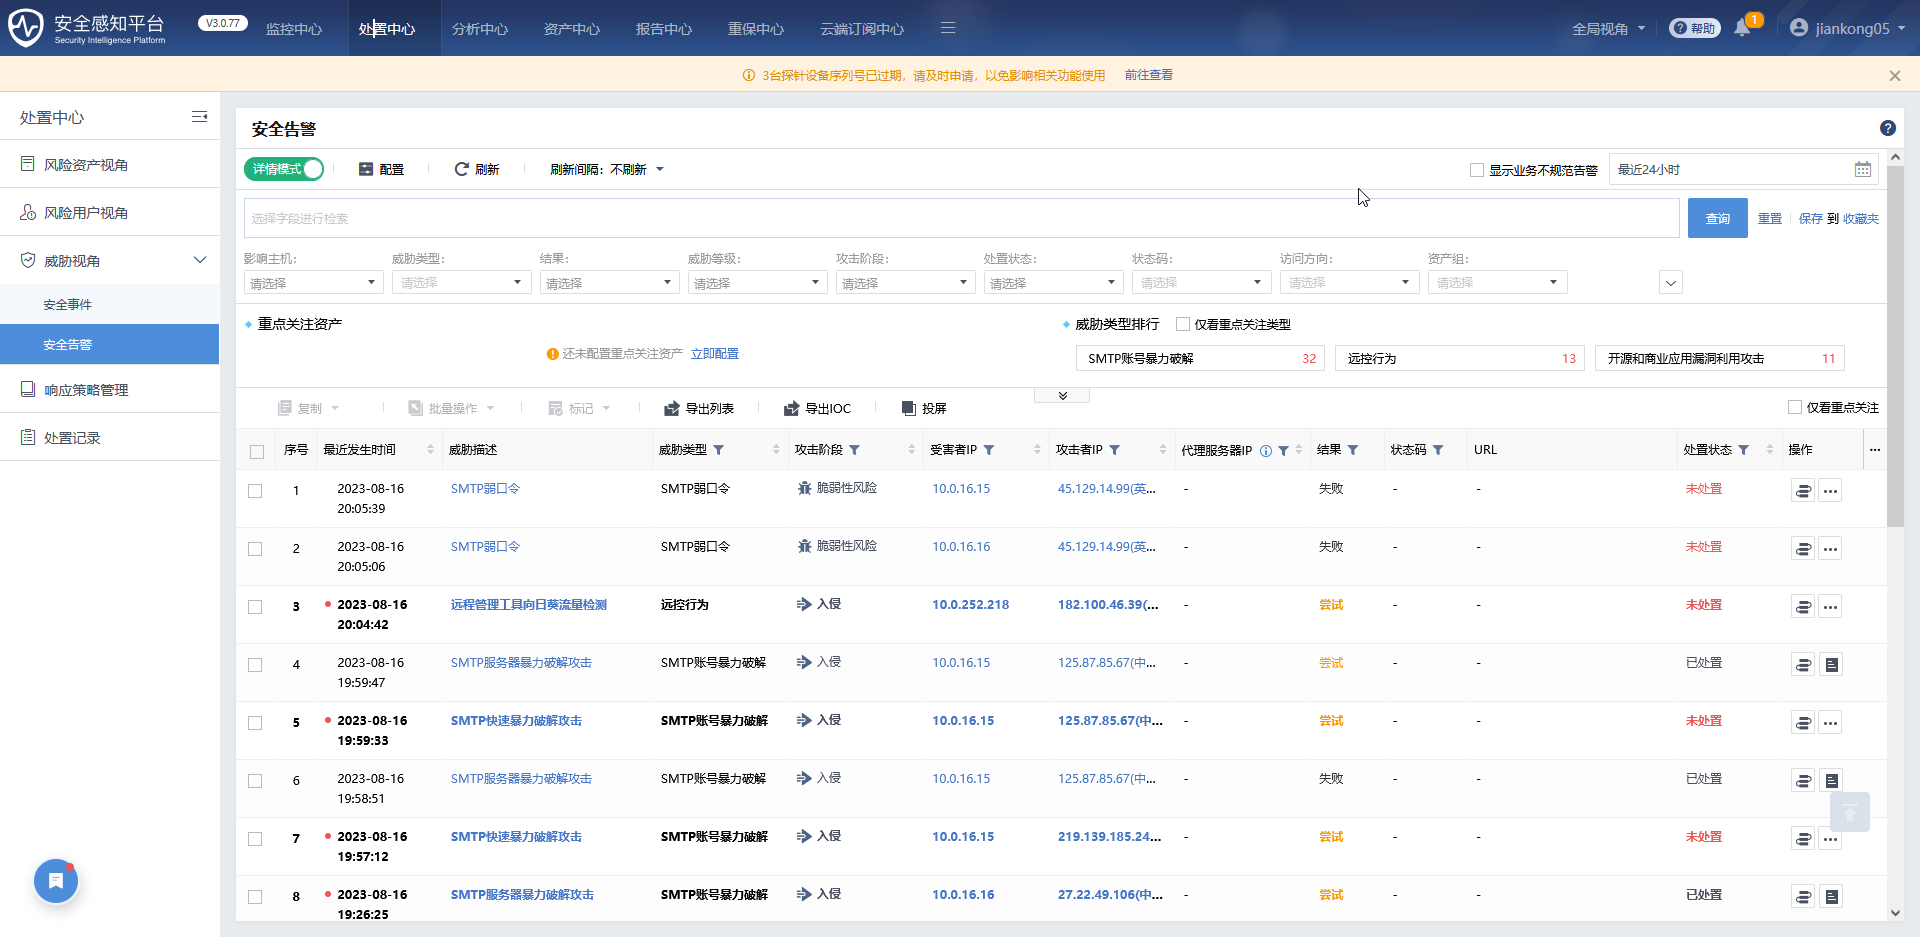 安全感知平台
Security Intelligence Platform
V3.0.77
监控中心
处置中心
分析中心
资产中心
报告中心
重保中心
云端订阅中心
全局视角
帮助
1
jiankong05
3台探针设备序列号已过期，请及时申请，以免影响相关功能使用 前往查看
处置中心
风险资产视角
风险用户视角
威胁视角
安全事件
安全告警
响应策略管理
处置记录
安全告警
详情模式
配置
刷新
刷新间隔：不刷新
显示业务不规范告警
最近24小时
选择字段进行检索
查询
重置
保存 到 收藏夹
影响主机：
威胁类型：
结果：
威胁等级：
攻击阶段：
处置状态：
状态码：
访问方向：
资产组：
请选择
请选择
请选择
请选择
请选择
请选择
请选择
请选择
请选择
重点关注资产
还未配置重点关注资产 立即配置
威胁类型排行
仅看重点关注类型
SMTP账号暴力破解 32
远控行为 13
开源和商业应用漏洞利用攻击 11
复制
批量操作
标记
导出列表
导出IOC
投屏
仅看重点关注
序号 最近发生时间 威胁描述 威胁类型 攻击阶段 受害者IP 攻击者IP 代理服务器IP 结果 状态码 URL 处置状态 操作
1 2023-08-16 SMTP弱口令 SMTP弱口令 脆弱性风险 10.0.16.15 45.129.14.99(英... - 失败 - - 未处置
20:05:39
2 2023-08-16 SMTP弱口令 SMTP弱口令 脆弱性风险 10.0.16.16 45.129.14.99(英... - 失败 - - 未处置
20:05:06
3 2023-08-16 远程管理工具向日葵流量检测 远控行为 入侵 10.0.252.218 182.100.46.39(... - 尝试 - - 未处置
20:04:42
4 2023-08-16 SMTP服务器暴力破解攻击 SMTP账号暴力破解 入侵 10.0.16.15 125.87.85.67(中... - 尝试 - - 已处置
19:59:47
5 2023-08-16 SMTP快速暴力破解攻击 SMTP账号暴力破解 入侵 10.0.16.15 125.87.85.67(中... - 尝试 - - 未处置
19:59:33
6 2023-08-16 SMTP服务器暴力破解攻击 SMTP账号暴力破解 入侵 10.0.16.15 125.87.85.67(中... - 失败 - - 已处置
19:58:51
7 2023-08-16 SMTP快速暴力破解攻击 SMTP账号暴力破解 入侵 10.0.16.15 219.139.185.24... - 尝试 - - 未处置
19:57:12
8 2023-08-16 SMTP服务器暴力破解攻击 SMTP账号暴力破解 入侵 10.0.16.16 27.22.49.106(中... - 尝试 - - 已处置
19:26:25